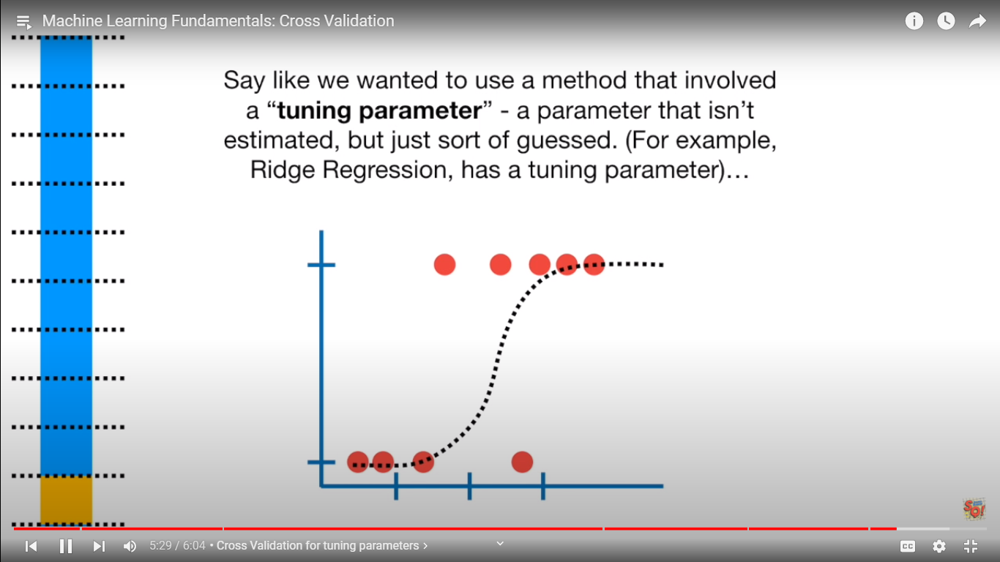 Machine Learning Fundamentals: Cross Validation
Say like we wanted to use a method that involved
a “tuning parameter” - a parameter that isn’t
estimated, but just sort of guessed. (For example,
Ridge Regression, has a tuning parameter)…
SQ!
5:29 / 6:04 • Cross Validation for tuning parameters ›
CC